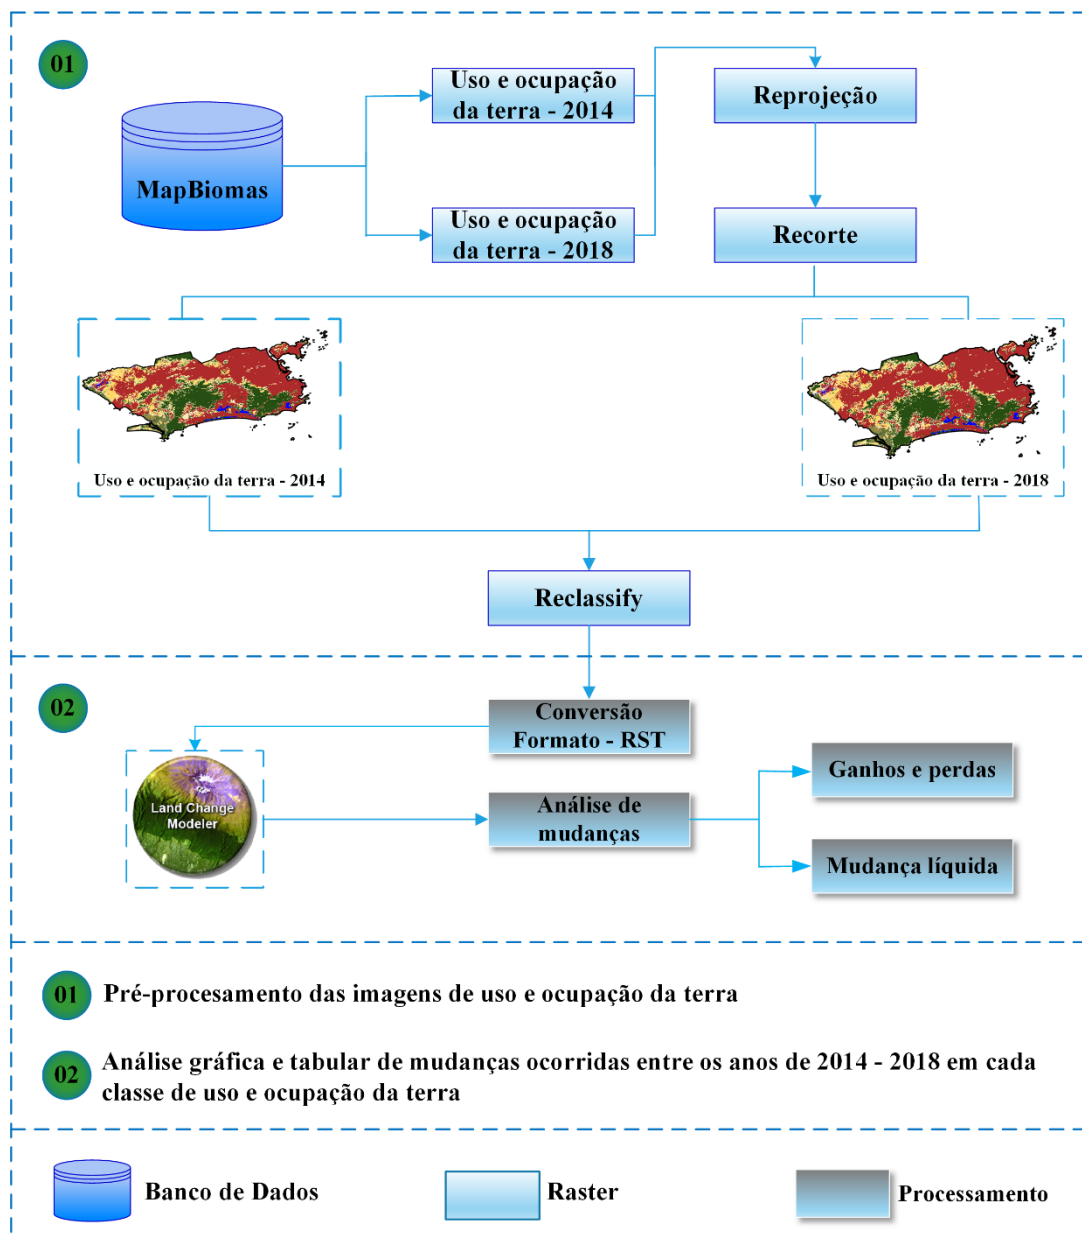 01
MapBiomas
Uso e ocupação
da terra - 2014
Uso e ocupação
da terra - 2018
Reprojeção
Recorte
Uso e ocupação da terra - 2014
Uso e ocupação da terra - 2018
Reclassify
02
Conversão
Formato - RST
Land Change
Modeler
Análise de
mudanças
Ganhos e perdas
Mudança líquida
01
Pré-procesamento das imagens de uso e ocupação da terra
02
Análise gráfica e tabular de mudanças ocorridas entre os anos de 2014 - 2018 em cada
classe de uso e ocupação da terra
Banco de Dados
Raster
Processamento